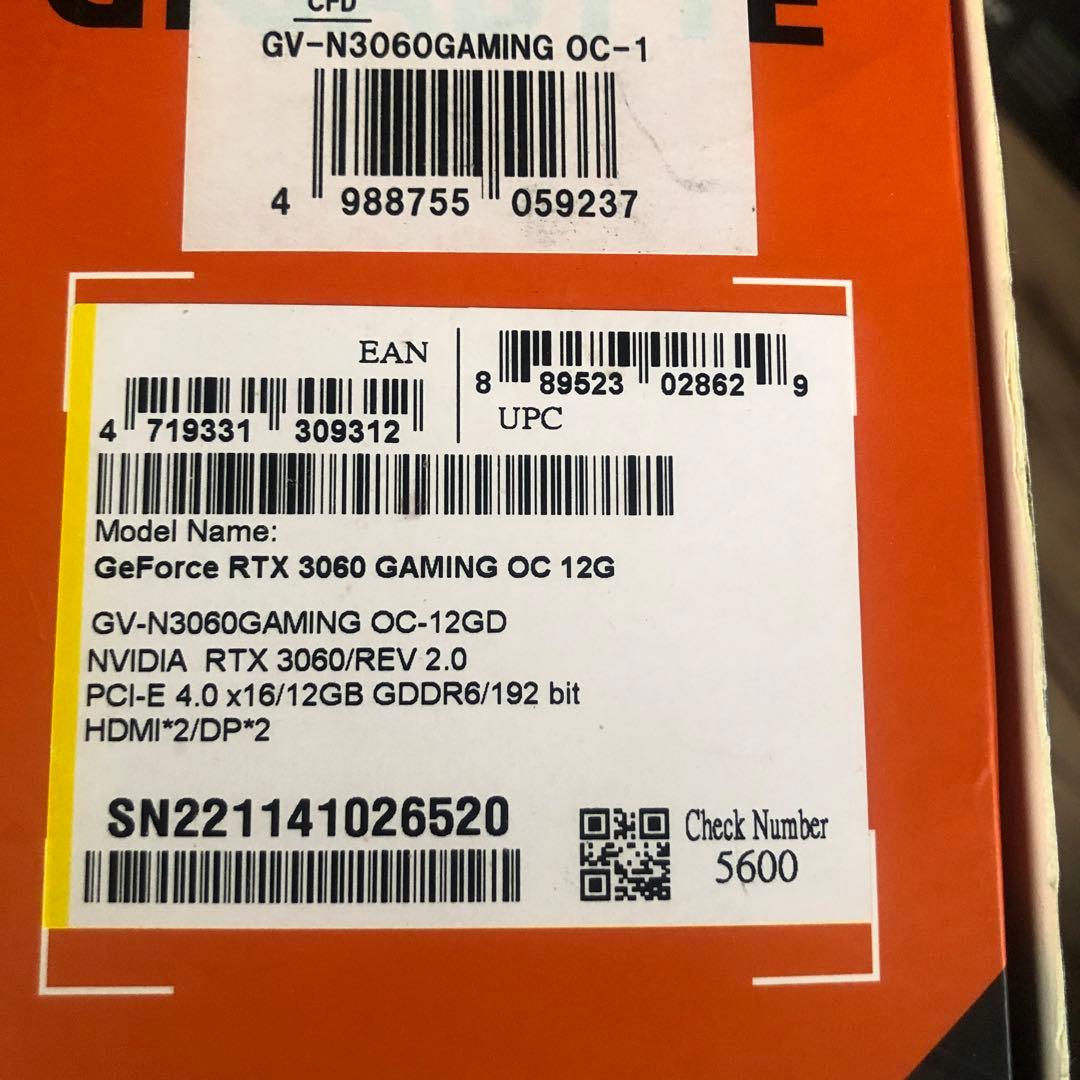 CFD
GV-N3060GAMING OC-1
4 988755 059237
EAN
4 719331 309312
8 89523 02862 9
UPC
Model Name:
GeForce RTX 3060 GAMING OC 12G
GV-N3060GAMING OC-12GD
NVIDIA RTX 3060/REV 2.0
PCI-E 4.0 x16/12GB GDDR6/192 bit
HDMI*2/DP*2
SN221141026520
Check Number
5600